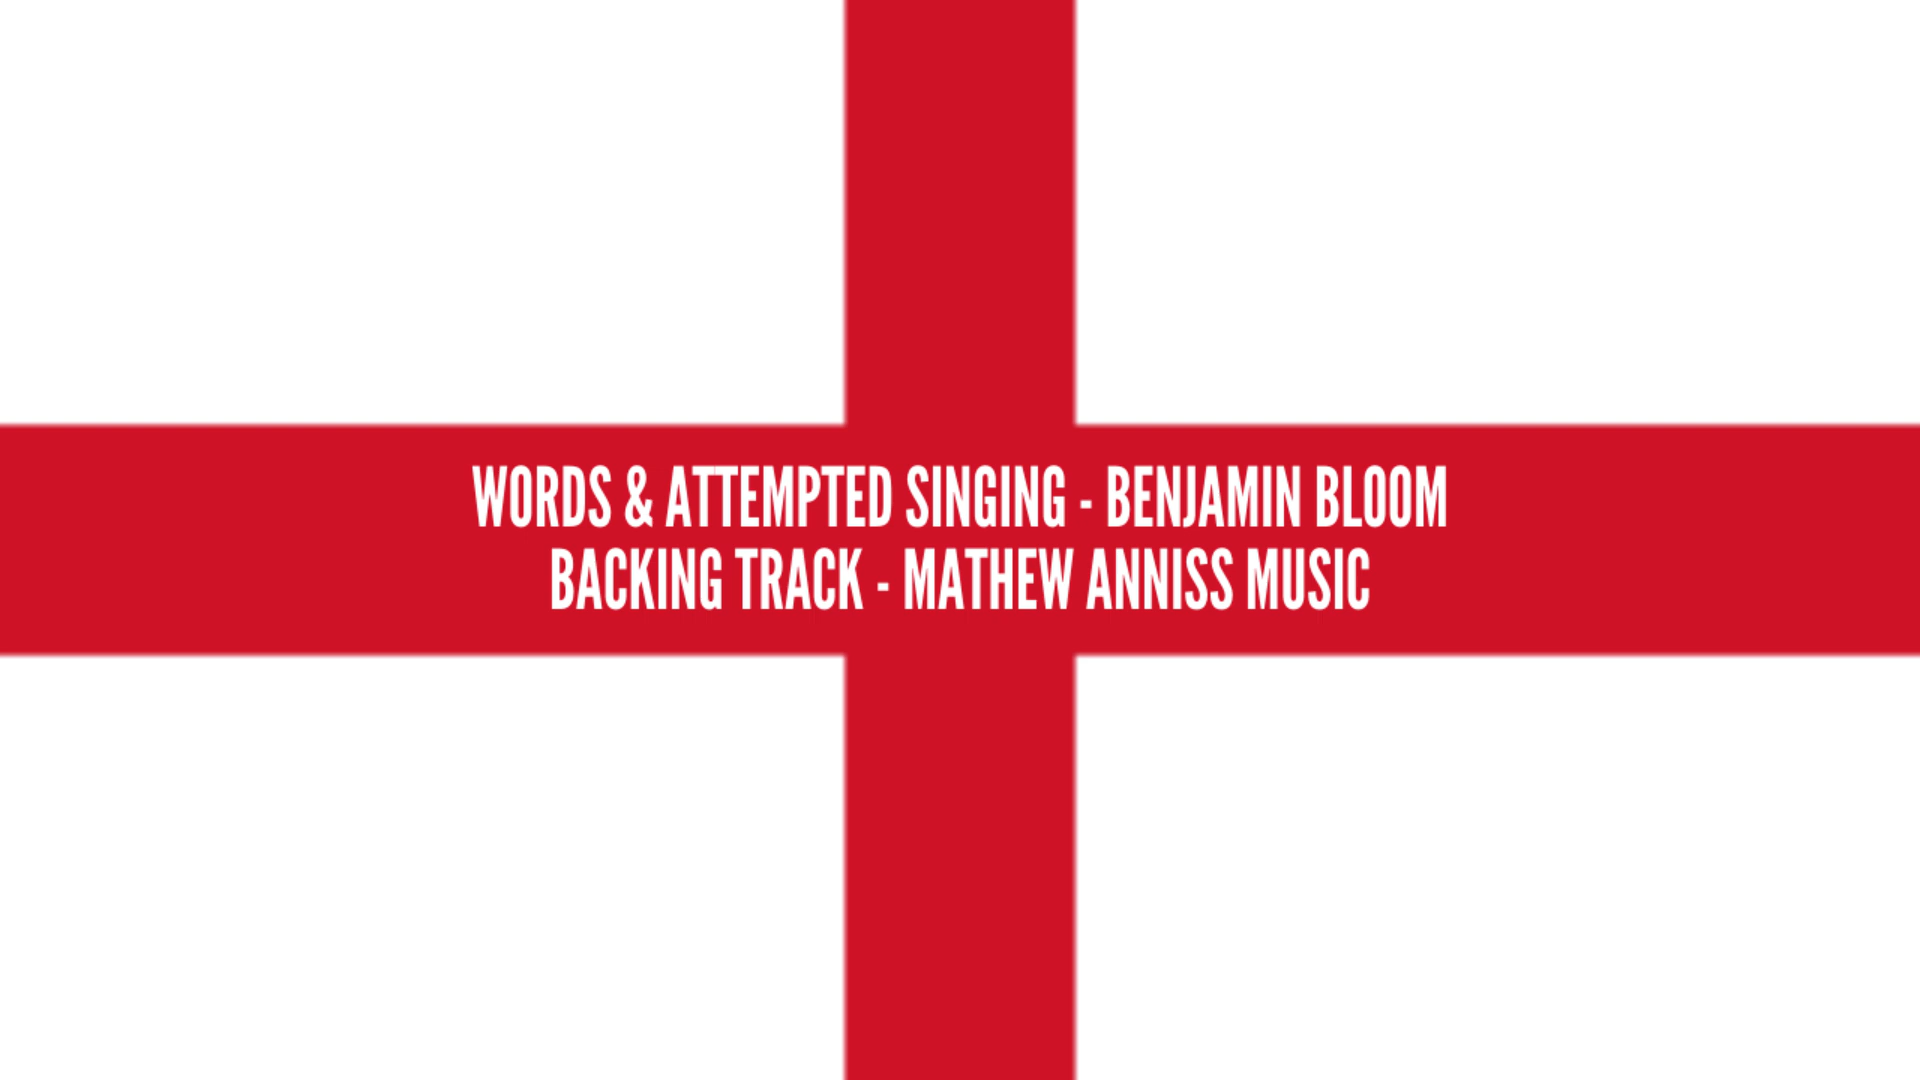 WORDS & ATTEMPTED SINGING - BENJAMIN BLOOM
BACKING TRACK - MATHEW ANNISS MUSIC